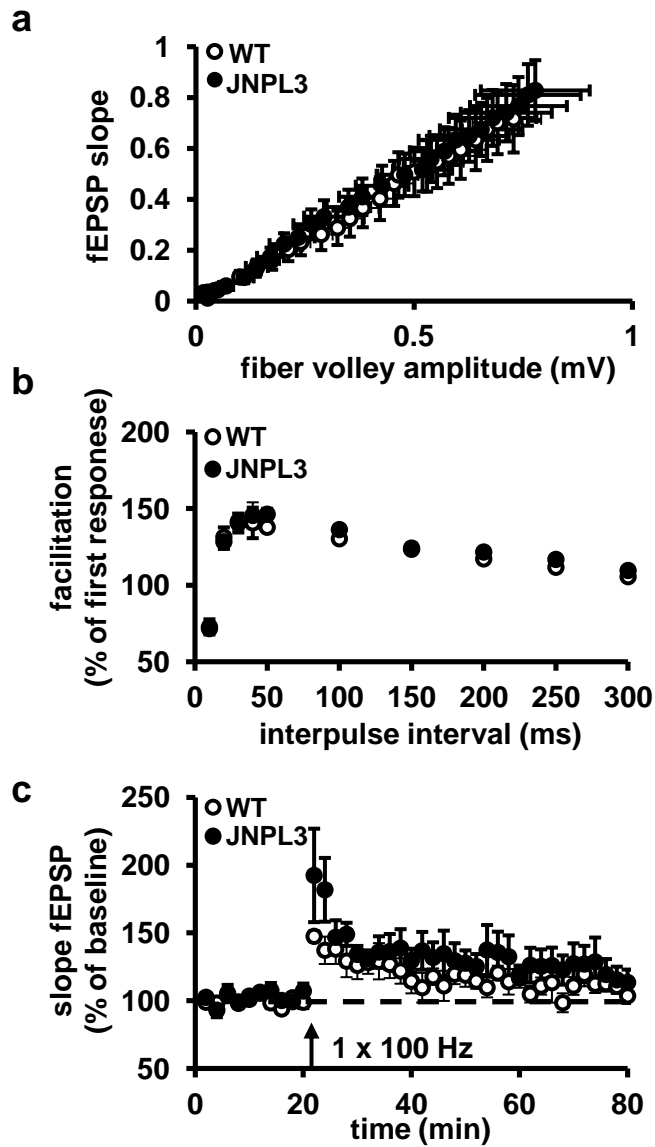 a
WT
JNPL3
fEPSP slope
1
0.8
0.6
0.4
0.2
0
0
0.5
1
fiber volley amplitude (mV)
b
WT
JNPL3
facilitation
(% of first responese)
200
150
100
50
0
50
100
150
200
250
300
interpulse interval (ms)
c
WT
JNPL3
slope fEPSP
(% of baseline)
250
200
150
100
50
1 x 100 Hz
0
20
40
60
80
time (min)